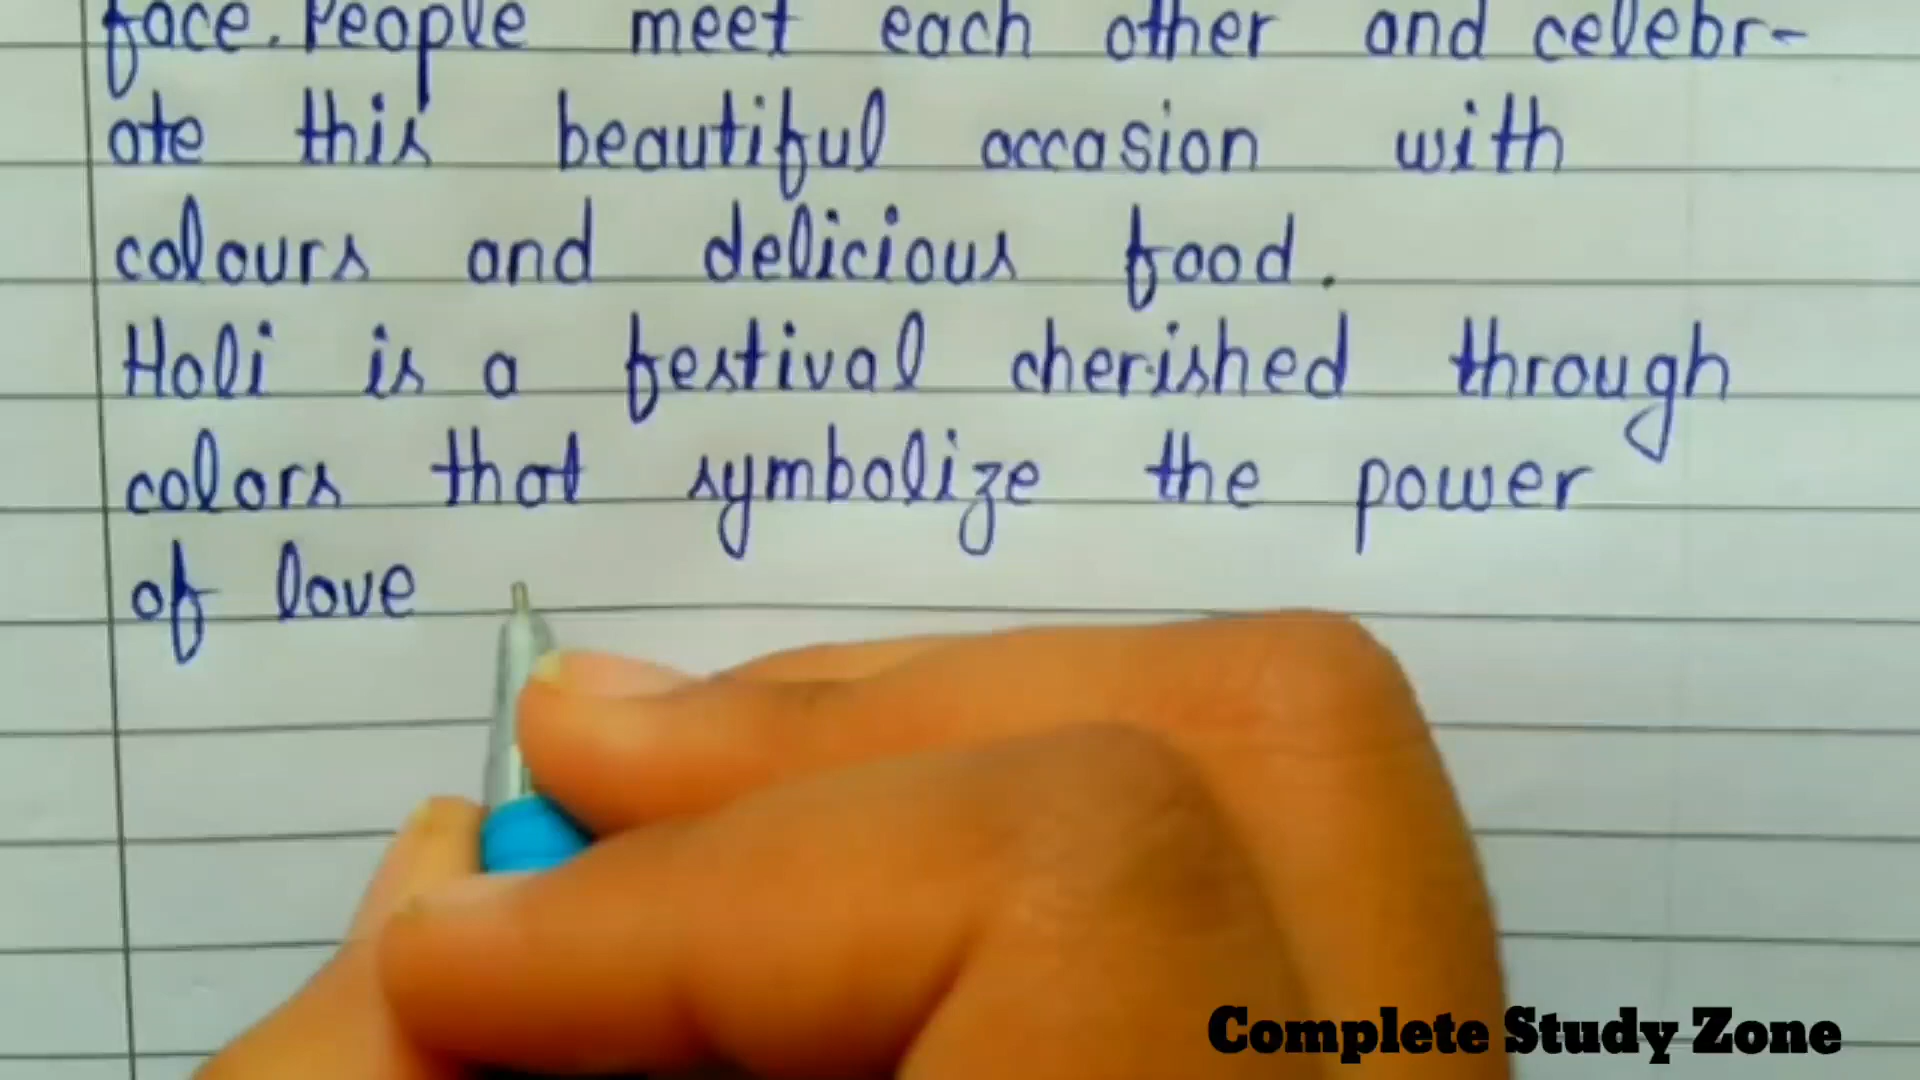 face. People meet each other and celebr-
ate this beautiful occasion with
colours and delicious food.
Holi is a festival cherished through
colors that symbolize the power
of love
Complete Study Zone